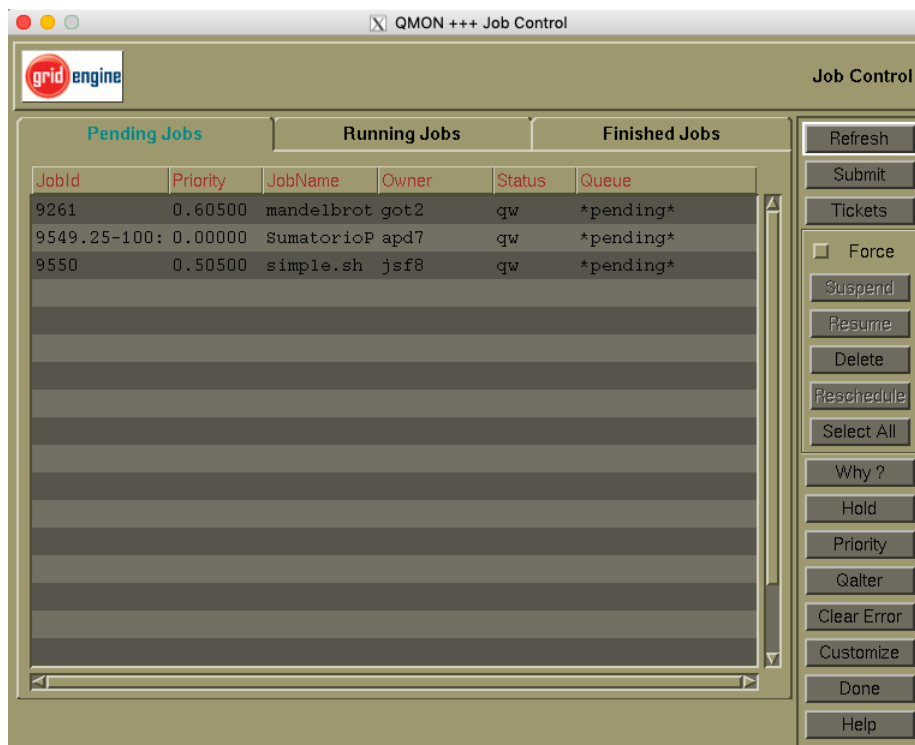 QMON +++ Job Control
grid engine
Job Control
Pending Jobs Running Jobs Finished Jobs
JobId Priority JobName Owner Status Queue
9261 0.60500 mandelbrot got2 qw *pending*
9549.25-100: 0.00000 SumatorioP apd7 qw *pending*
9550 0.50500 simple.sh jsf8 qw *pending*
Refresh
Submit
Tickets
Force
Suspend
Resume
Delete
Reschedule
Select All
Why ?
Hold
Priority
Qalter
Clear Error
Customize
Done
Help